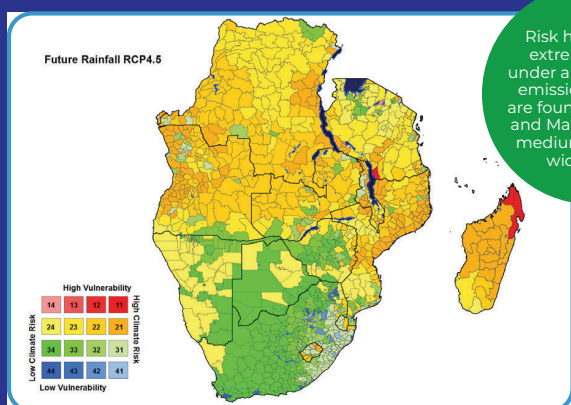 Future Rainfall RCP4.5
Risk h
extre
under a
emissio
are foun
and Ma
medium
wid
High Vulnerability
14 13 12 11
24 23 22 21
34 33 32 31
44 43 42 41
Low Vulnerability
Low Climate Risk
High Climate Risk